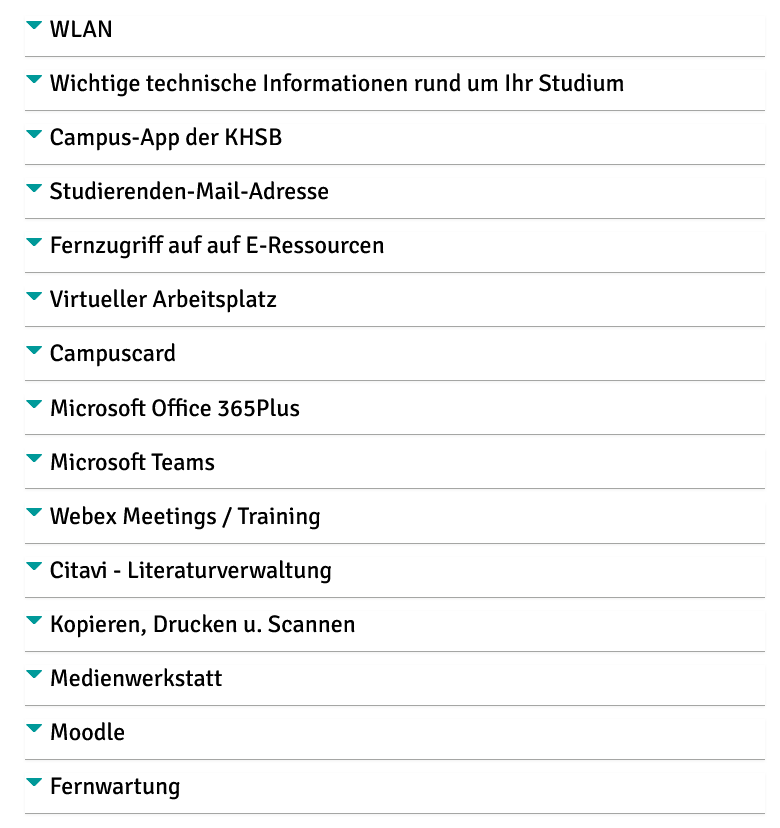 WLAN
Wichtige technische Informationen rund um Ihr Studium
Campus-App der KHSB
Studierenden-Mail-Adresse
Fernzugriff auf auf E-Ressourcen
Virtueller Arbeitsplatz
Campuscard
Microsoft Office 365Plus
Microsoft Teams
Webex Meetings / Training
Citavi - Literaturverwaltung
Kopieren, Drucken u. Scannen
Medienwerkstatt
Moodle
Fernwartung